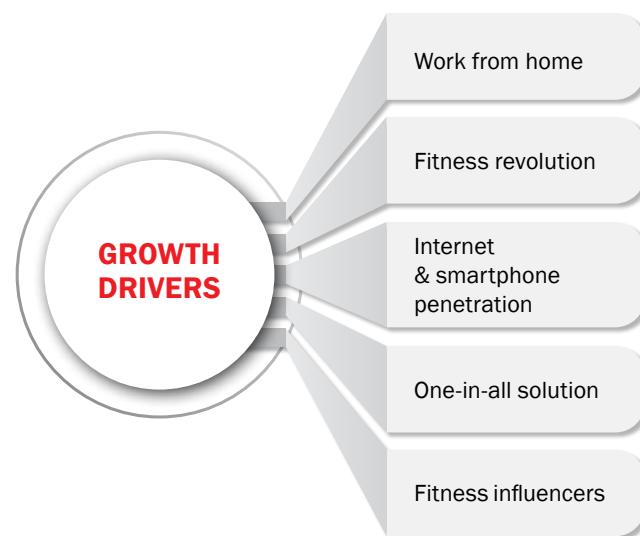 GROWTH
DRIVERS
Work from home
Fitness revolution
Internet
& smartphone
penetration
One-in-all solution
Fitness influencers